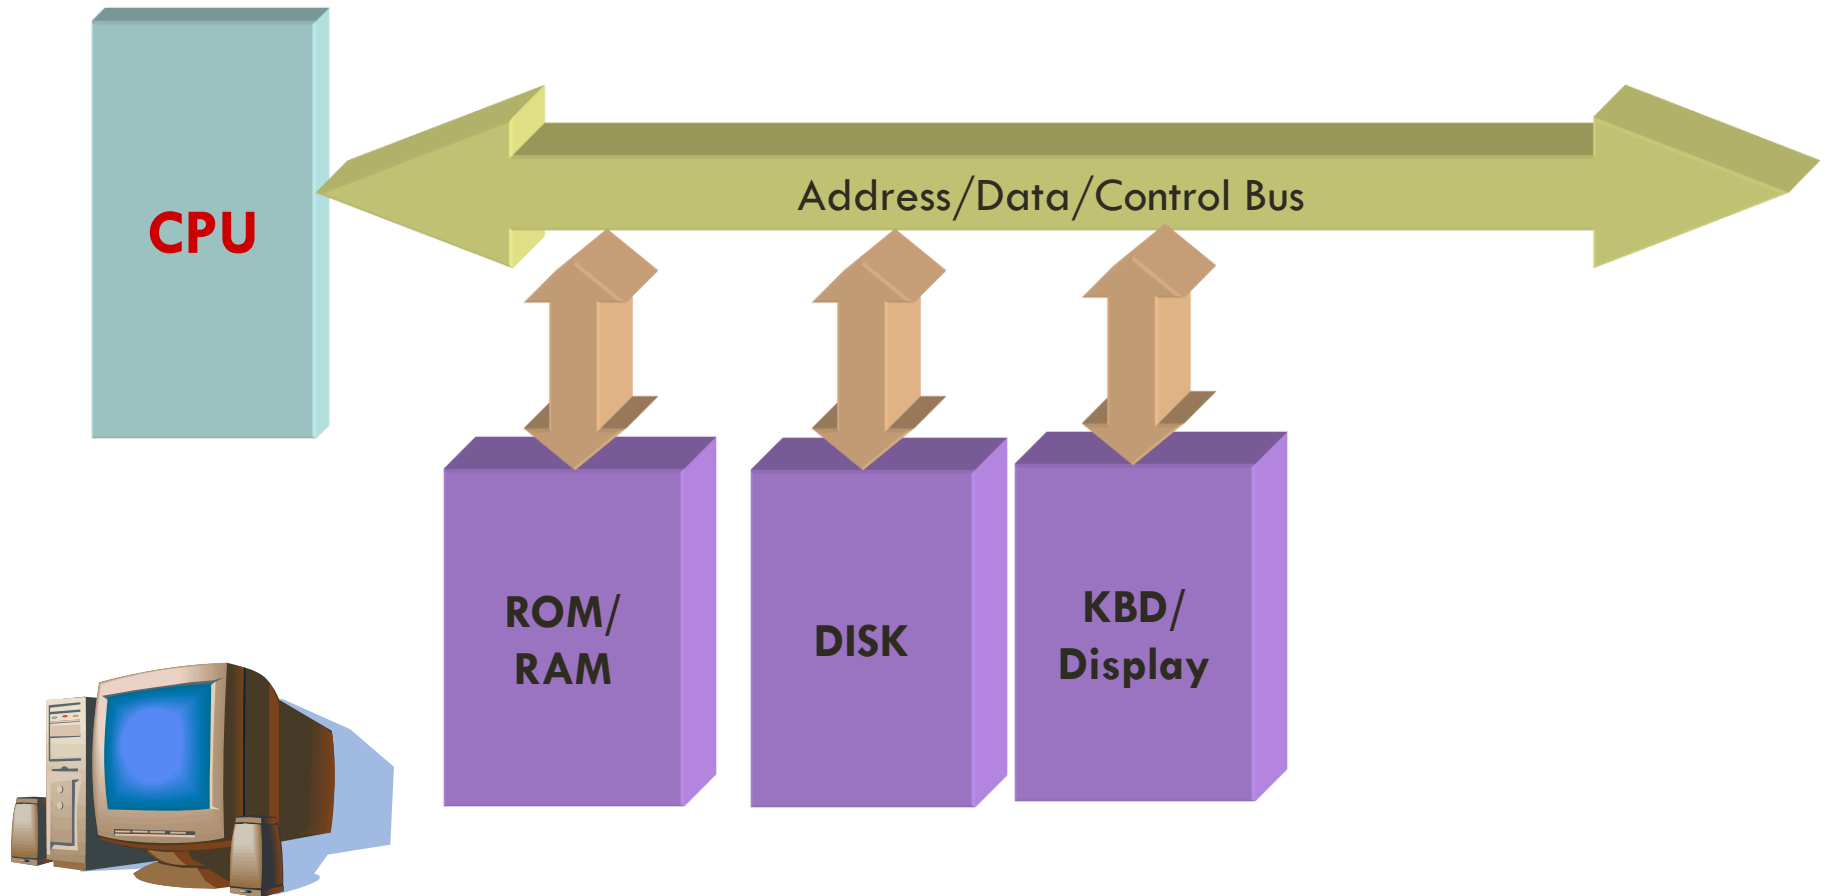 CPU
Address/Data/Control Bus
ROM/
RAM
DISK
KBD/
Display